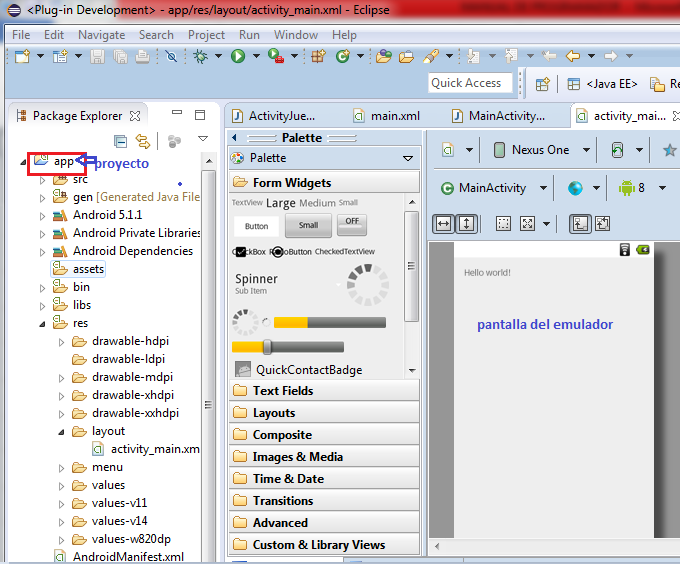 <Plug-in Development> - app/res/layout/activity_main.xml - Eclipse
File Edit Navigate Search Project Refactor Run Window Help
Quick Access
<Java EE>
Re
Package Explorer
app
proyecto
src
gen [Generated Java File
Android 5.1.1
Android Private Libraries
Android Dependencies
assets
bin
libs
res
drawable-hdpi
drawable-ldpi
drawable-mdpi
drawable-xhdpi
drawable-xxhdpi
layout
activity_main.xm
menu
values
values-v11
values-v14
values-w820dp
AndroidManifest.xml
ActivityJue...
main.xml
MainActivity
activity_mai...
Palette
Palette
Form Widgets
TextView Large Medium Small
Button Small OFF
CheckedTextView
Spinner
Sub Item
QuickContactBadge
Text Fields
Layouts
Composite
Images & Media
Time & Date
Transitions
Advanced
Custom & Library Views
Nexus One
MainActivity
8
Hello world!
pantalla del emulador